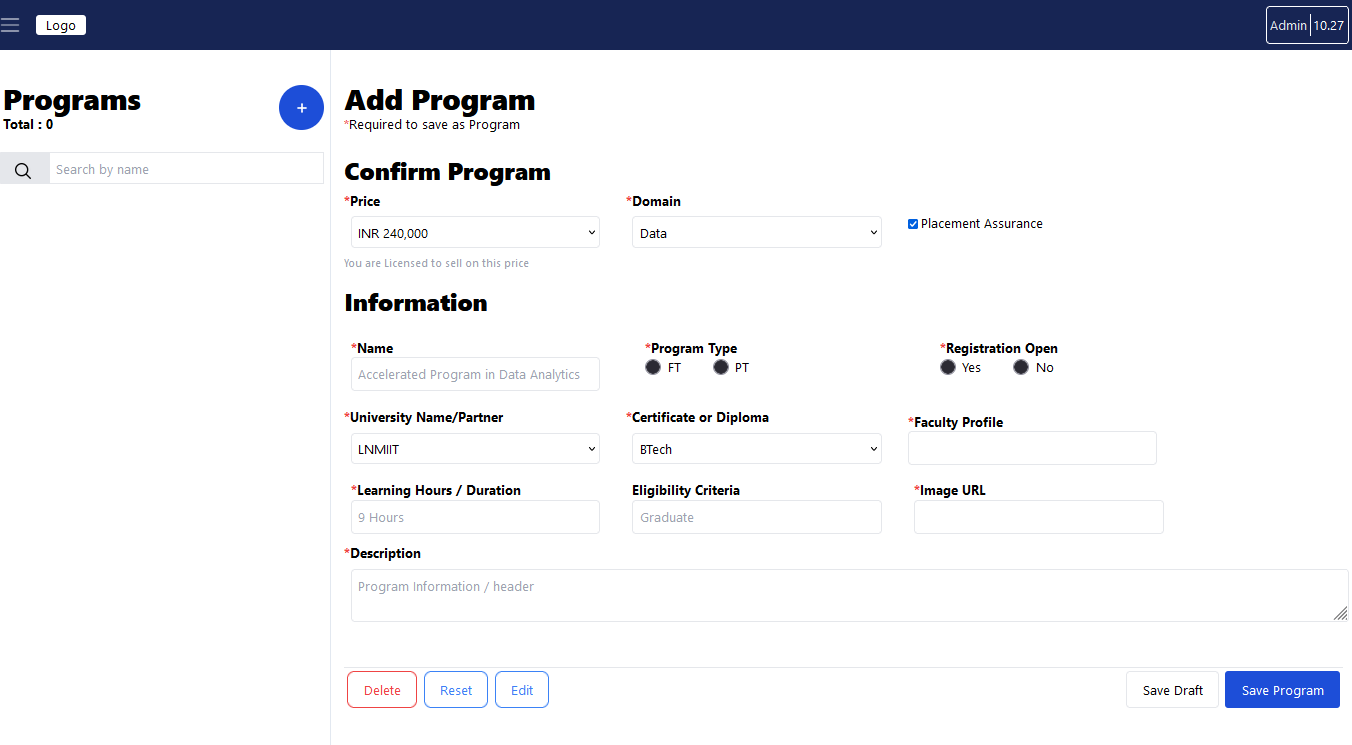 Logo
Admin 10.27
Programs
Total : 0
+
Search by name
Add Program
*Required to save as Program
Confirm Program
*Price *Domain
INR 240,000 Data Placement Assurance
You are Licensed to sell on this price
Information
*Name *Program Type *Registration Open
Accelerated Program in Data Analytics FT PT Yes No
*University Name/Partner *Certificate or Diploma *Faculty Profile
LNMIIT BTech
*Learning Hours / Duration Eligibility Criteria *Image URL
9 Hours Graduate
*Description
Program Information / header
Delete Reset Edit Save Draft Save Program